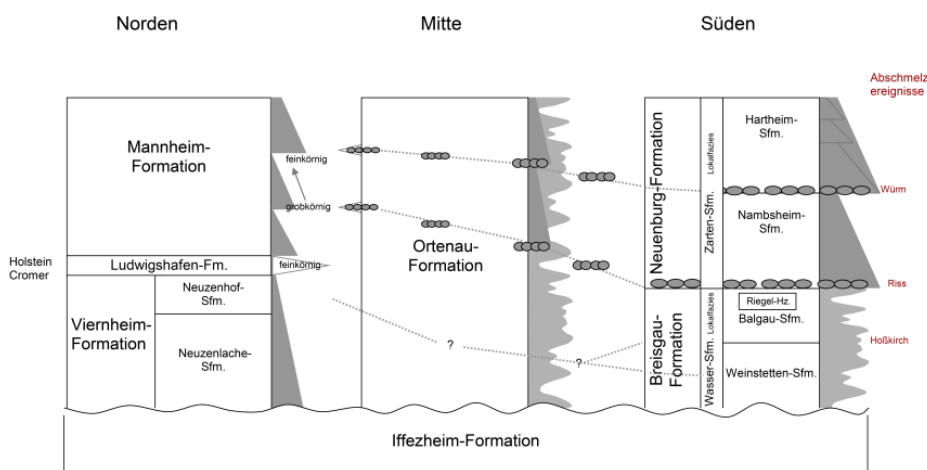 Norden
Mitte
Süden
Abschmelz
ereignisse
Mannheim-
Formation
feinkörnig
grobkörnig
Holstein
Cromer
Ludwigshafen-Fm.
feinkörnig
Viernheim-
Formation
Neuzenhof-
Sfm.
Neuzenlache-
Sfm.
Ortenau-
Formation
?
?
Neuenburg-Formation
Breisgau-
Formation
Lokalfazies
Zarten-Sfm.
Lokalfazies
Wasser-Sfm.
Hartheim-
Sfm.
Nambsheim-
Sfm.
Riegel-Hz.
Balgau-Sfm.
Weinstetten-Sfm.
Würm
Riss
Hoßkirch
Iffezheim-Formation